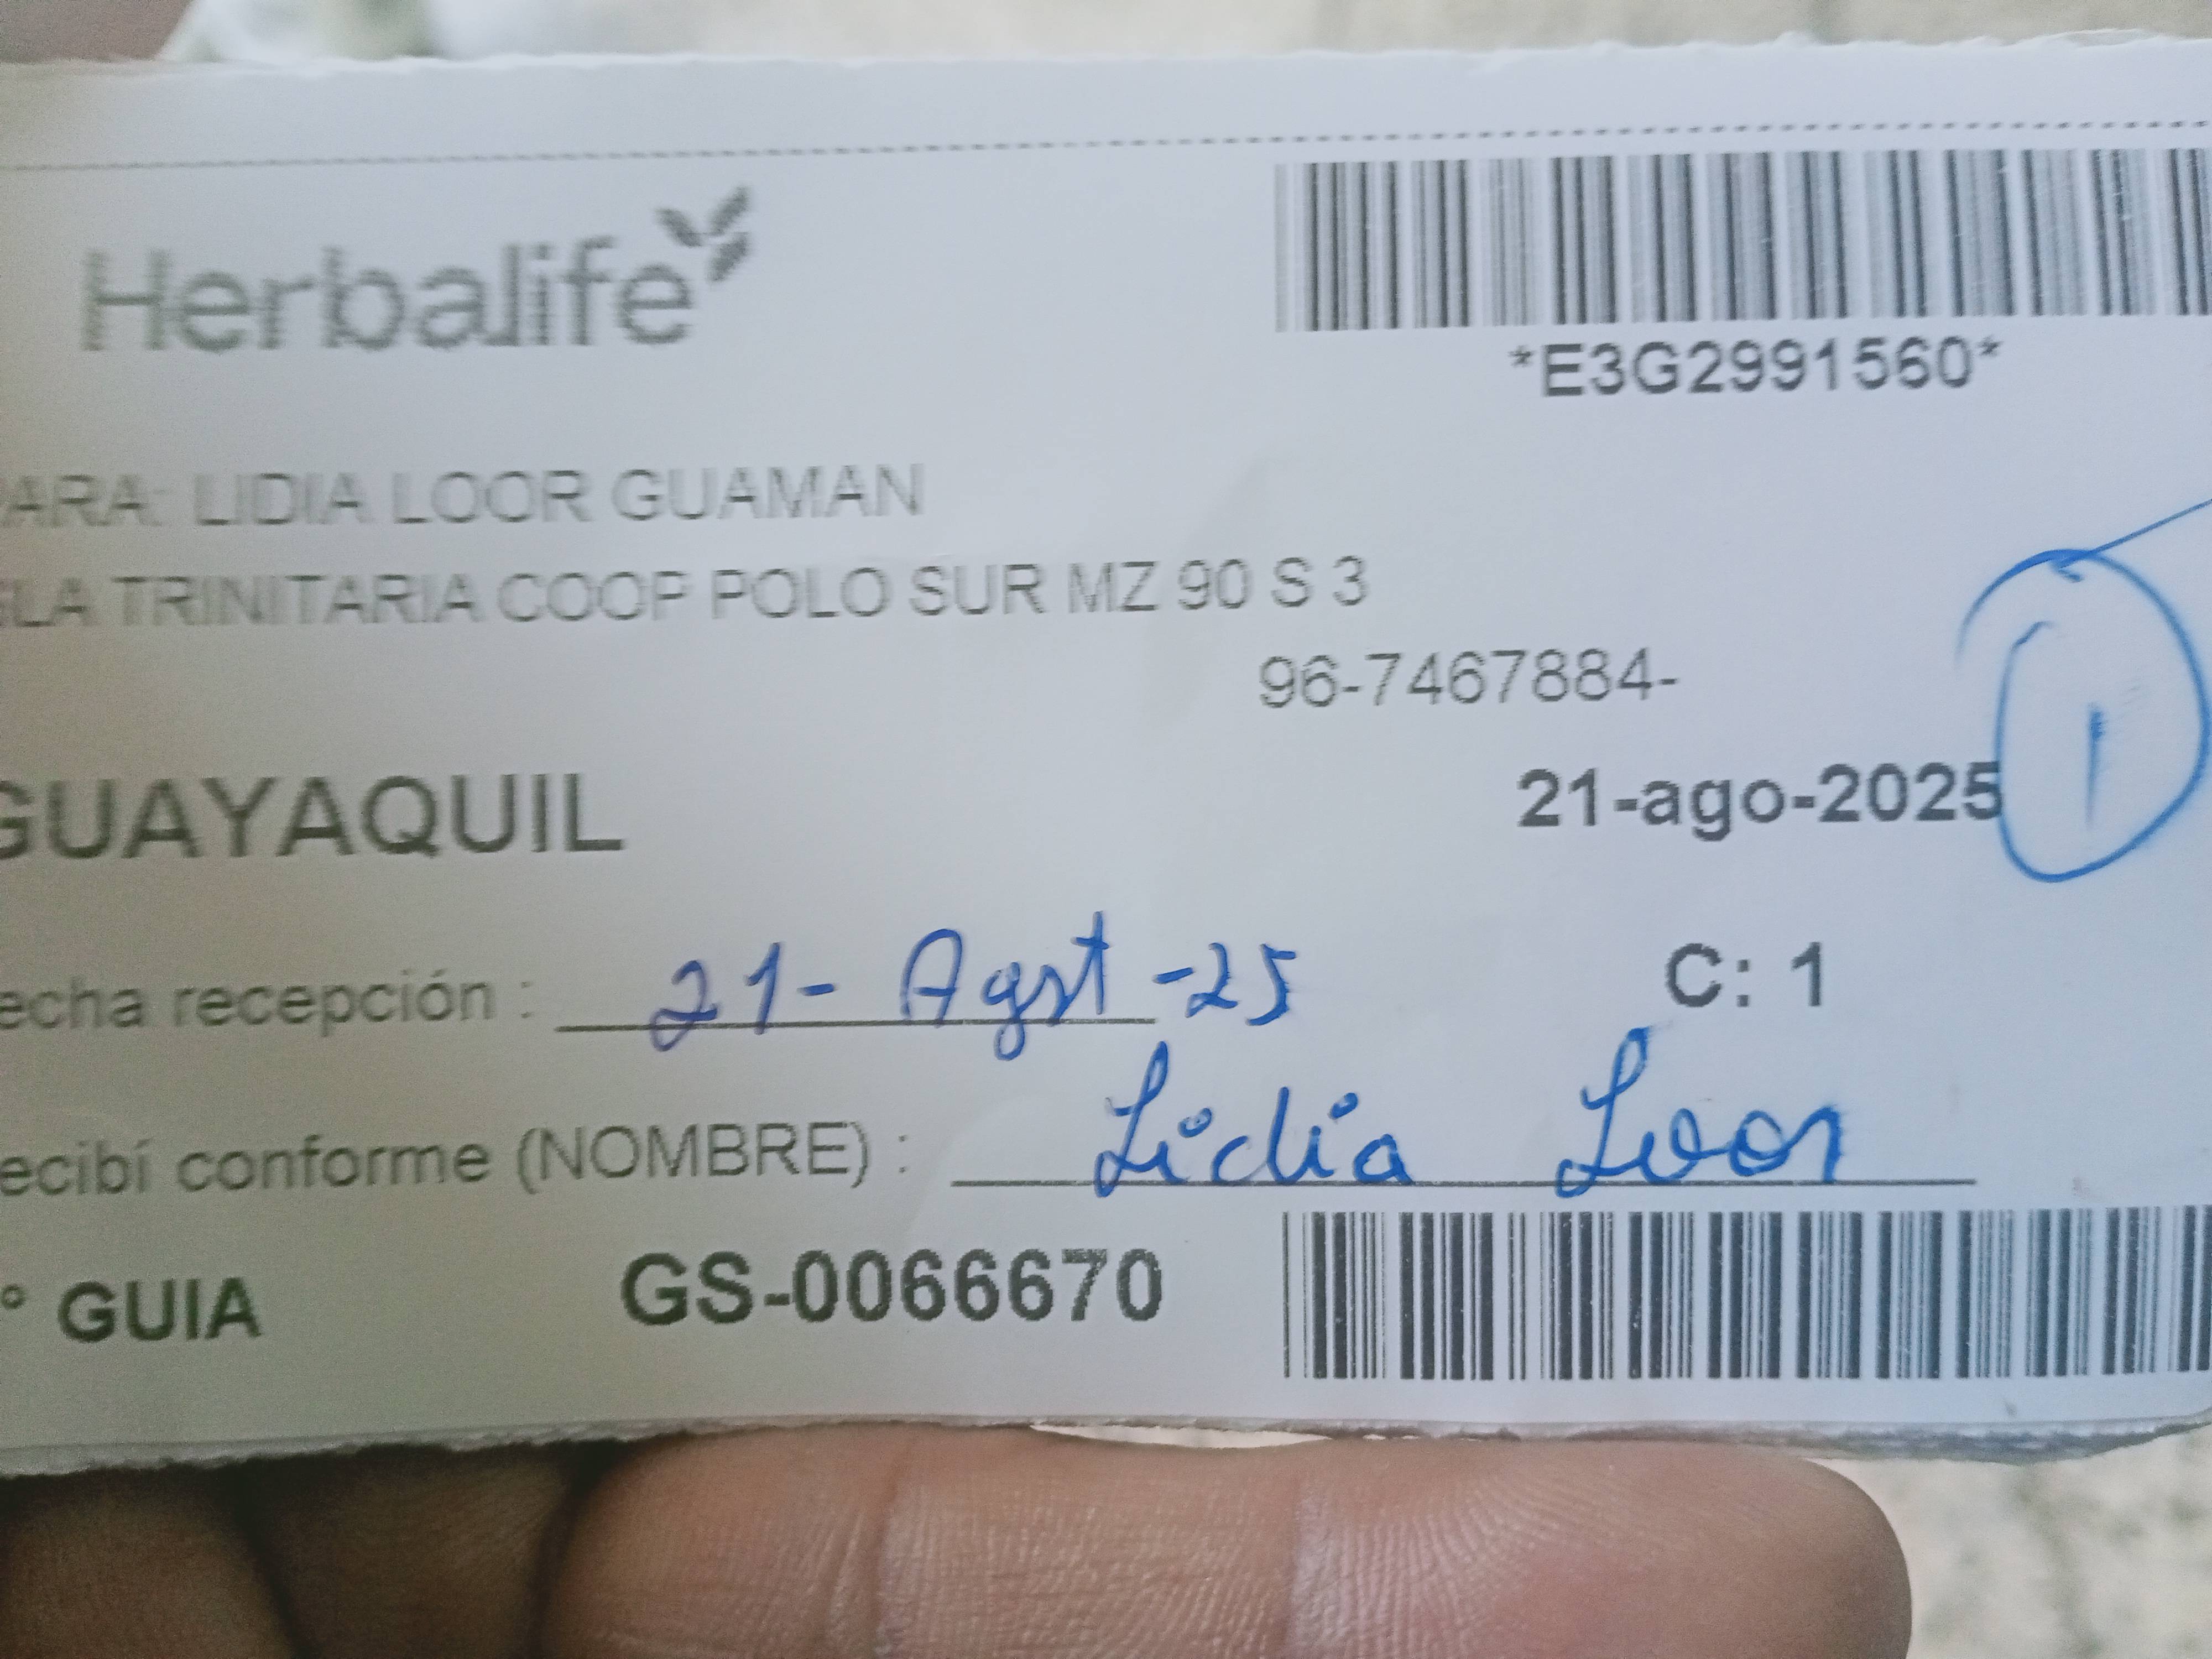 Herbalife
*E3G2991560*
ARA: LIDIA LOOR GUAMAN
LA TRINITARIA COOP POLO SUR MZ 90 S 3
96-7467884-
GUAYAQUIL
21-ago-2025
1
echa recepción : 21- Agst -25
C: 1
ecibí conforme (NOMBRE) : Lidia Loor
° GUIA GS-0066670